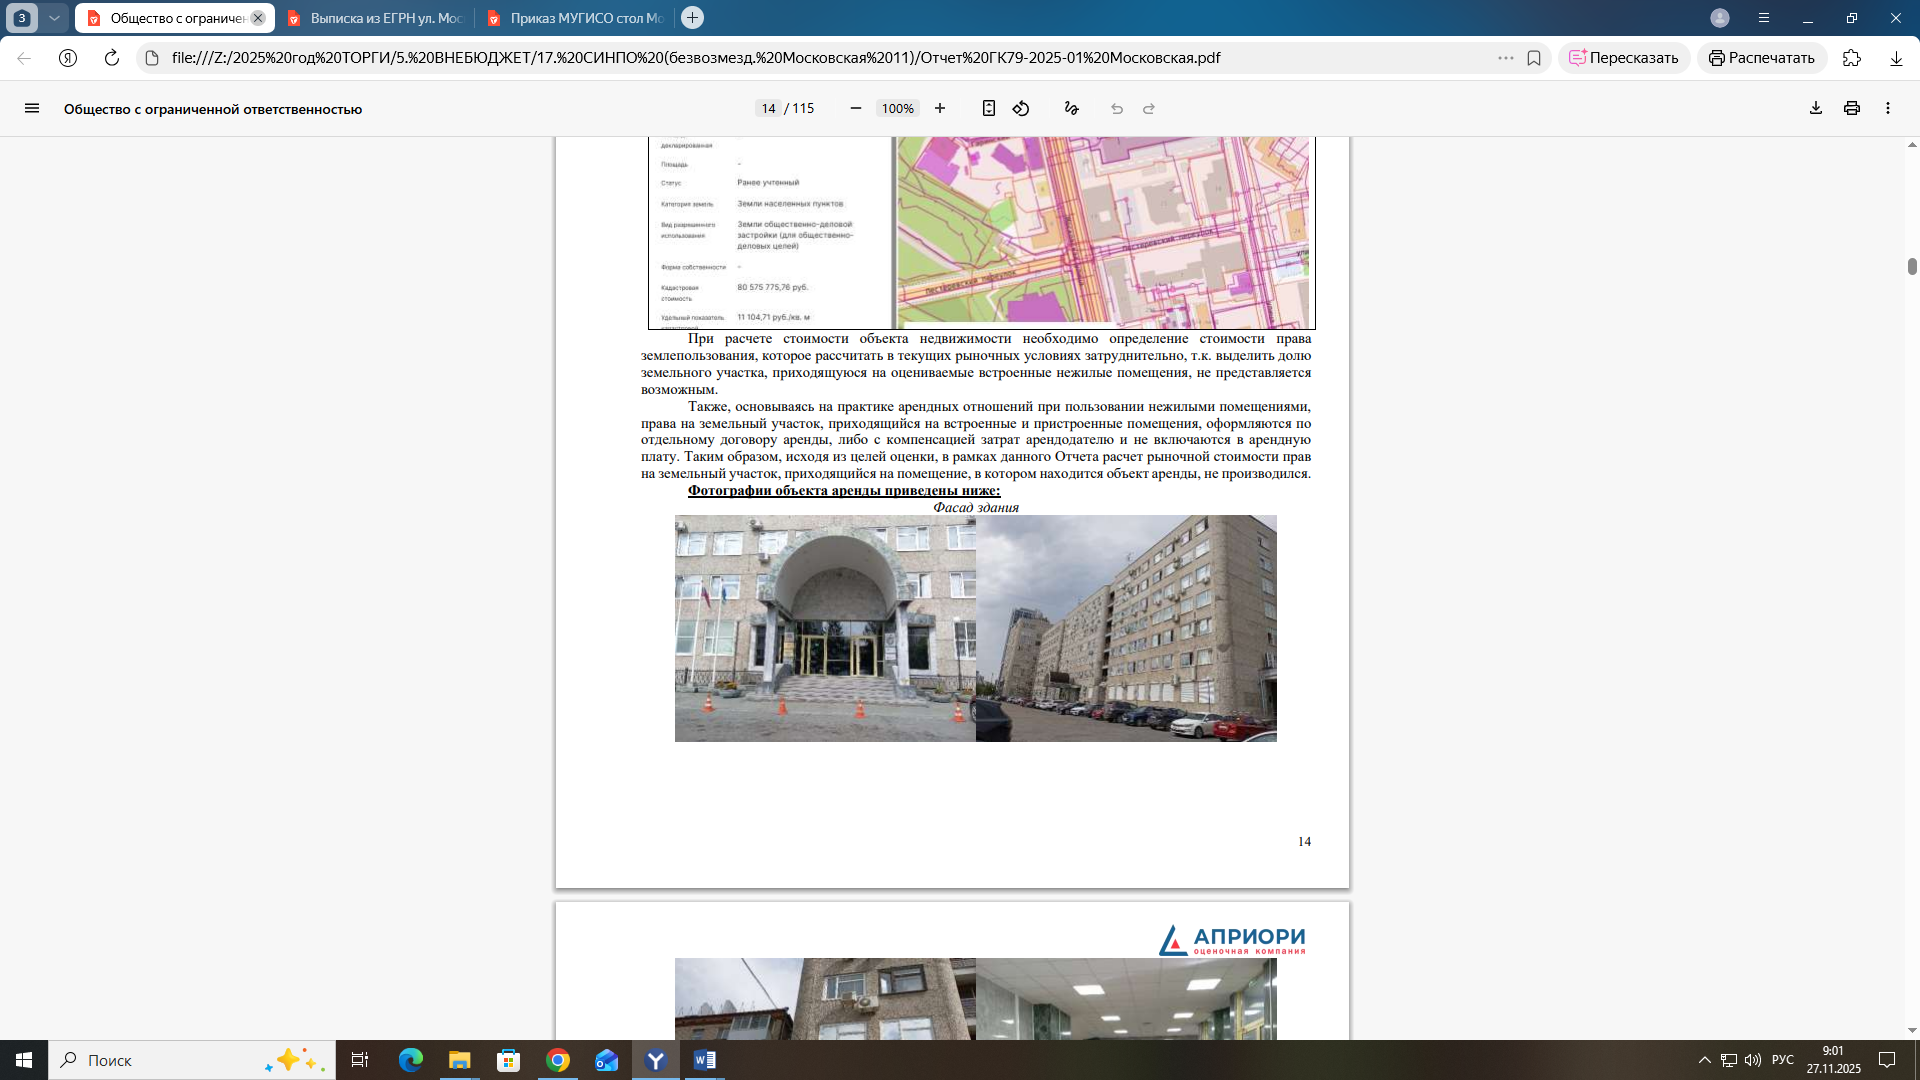 3
Общество с ограничен
Выписка из ЕГРН ул. Мос
Приказ МУГИСО стол Мо
file:///Z:/2025%20год%20ТОРГИ/5.%20ВНЕБЮДЖЕТ/17.%20СИНПО%20(безвозмезд.%20Московская%2011)/Отчет%20ГК79-2025-01%20Московская.pdf
Пересказать
Распечатать
Общество с ограниченной ответственностью
14 / 115
100%
декларированная
Площадь -
Статус Ранее учтенный
Категория земель Земли населенных пунктов
Вид разрешенного использования Земли общественно-деловой
застройки (для общественно-
деловых целей)
Форма собственности -
Кадастровая стоимость 80 575 775,76 руб.
Удельный показатель 11 104,71 руб./кв. м
Пестеревский переулок
Пестеревский переулок
При расчете стоимости объекта недвижимости необходимо определение стоимости права
землепользования, которое рассчитать в текущих рыночных условиях затруднительно, т.к. выделить долю
земельного участка, приходящуюся на оцениваемые встроенные нежилые помещения, не представляется
возможным.
Также, основываясь на практике арендных отношений при пользовании нежилыми помещениями,
права на земельный участок, приходящийся на встроенные и пристроенные помещения, оформляются по
отдельному договору аренды, либо с компенсацией затрат арендодателю и не включаются в арендную
плату. Таким образом, исходя из целей оценки, в рамках данного Отчета расчет рыночной стоимости прав
на земельный участок, приходящийся на помещение, в котором находится объект аренды, не производился.
Фотографии объекта аренды приведены ниже:
Фасад здания
14
АПРИОРИ
оценочная компания
Поиск
РУС
9:01
27.11.2025